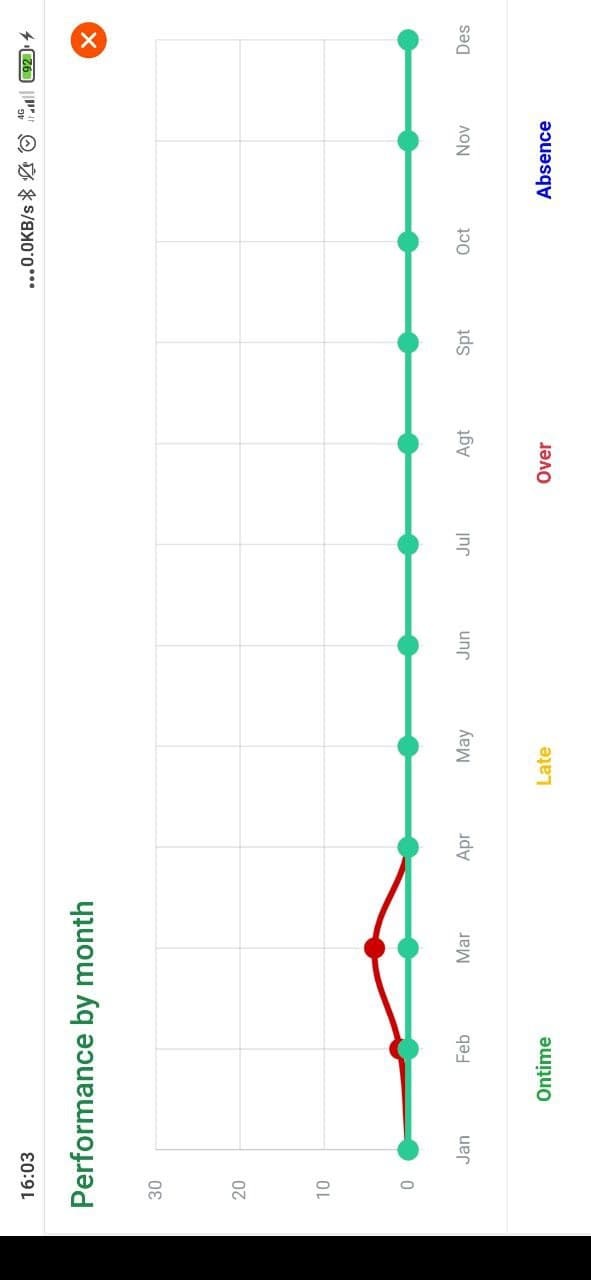 16:03 ...0.0KB/s 4G 92
Performance by month
30
20
10
0
Jan Feb Mar Apr May Jun Jul Agt Spt Oct Nov Des
Ontime Late Over Absence